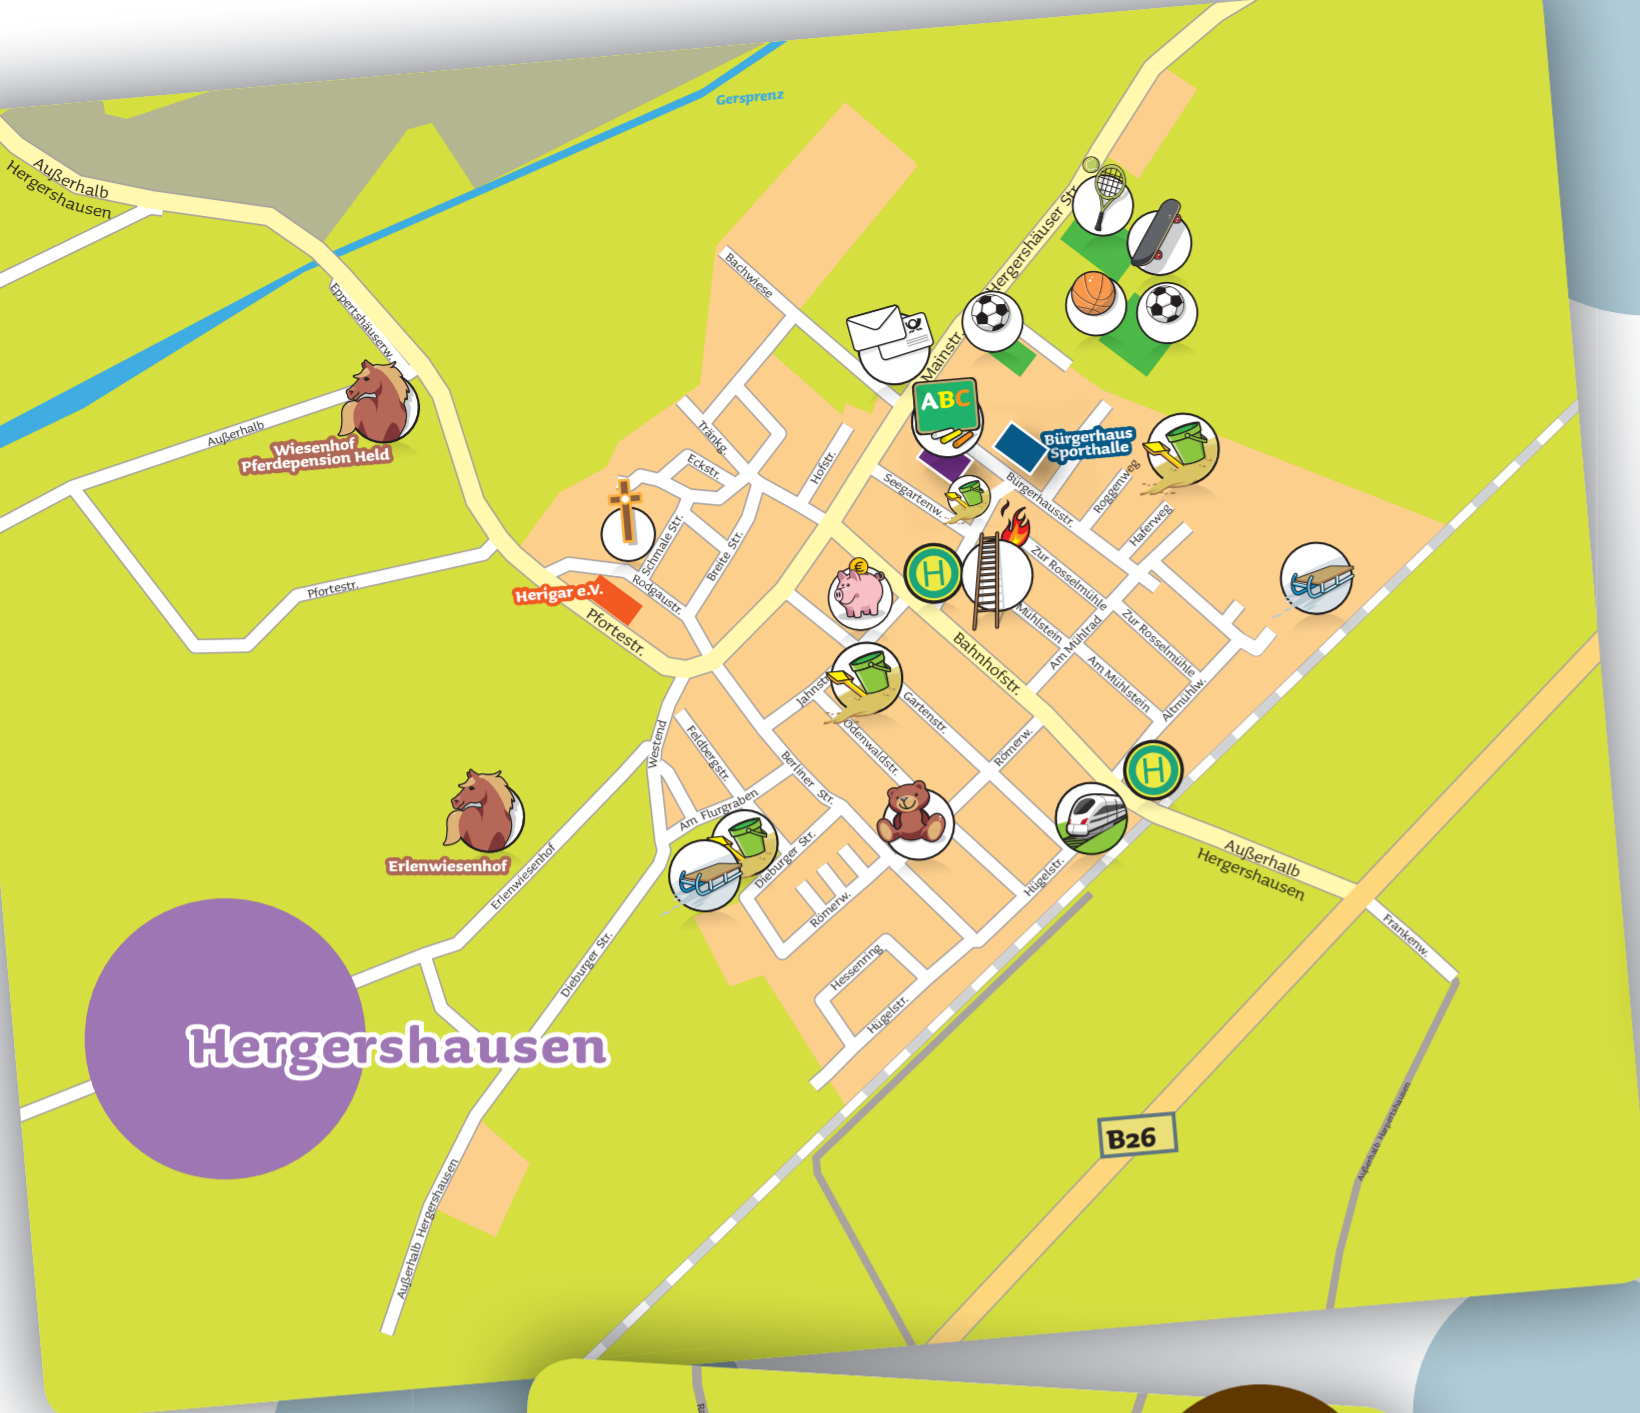 Gersprenz
Außerhalb
Hergershausen
Eppertshäuserw.
Bachwiese
Hergershäuser Str.
Mainstr.
ABC
Bürgerhaus
Sporthalle
Wiesenhof
Pferdepension Held
Außerhalb
Tränkg.
Eckstr.
Hofstr.
Seegartenw.
Bürgerhausstr.
Roggenweg
Haferweg
Schmale Str.
Breite Str.
Rodgaustr.
Herigar e.V.
Pfortestr.
Pfortestr.
€
H
Zur Rosselmühle
Mühlstein
Am Mühlrad
Zur Rosselmühle
Am Mühlstein
Altmühlw.
Bahnhofstr.
Jahnstr.
Gartenstr.
Odenwaldstr.
Römerw.
H
Westend
Feldbergstr.
Berliner Str.
Am Flurgraben
Dieburger Str.
Römerw.
Hügelstr.
Hessenring
Hügelstr.
Erlenwiesenhof
Erlenwiesenhof
Dieburger Str.
Außerhalb
Hergershausen
Frankenw.
Hergershausen
B26
Außerhalb Harpertshausen
Außerhalb Hergershausen